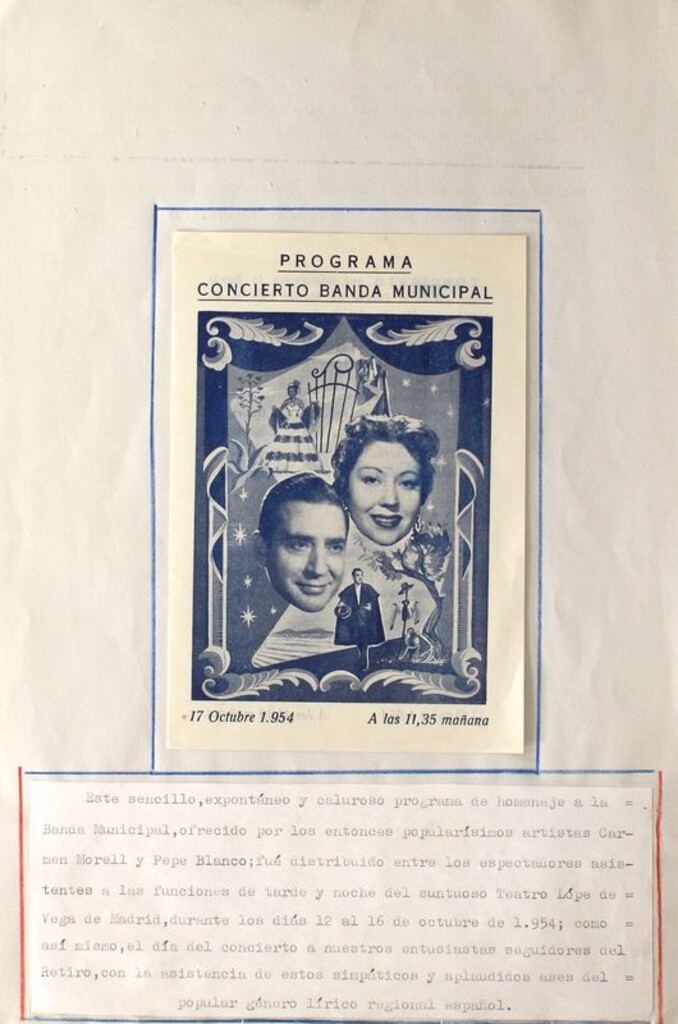 PROGRAMA
CONCIERTO BANDA MUNICIPAL
17 Octubre 1.954
A las 11,35 mañana
Este sencillo,expontáneo y caluroso programa de homenaje a la =
Banda Municipal,ofrecido por los entonces popularísimos artistas Car-
men Morell y Pepe Blanco;fué distribuido entre los espectadores asis-
tentes a las funciones de tarde y noche del suntuoso Teatro Lópe de =
Vega de Madrid,durante los diás 12 al 16 de octubre de 1.954; como =
así mismo,el día del concierto a nuestros entusiastas seguidores del
Retiro,con la asistencia de estos simpáticos y aplaudidos ases del =
popular género lírico regional español.